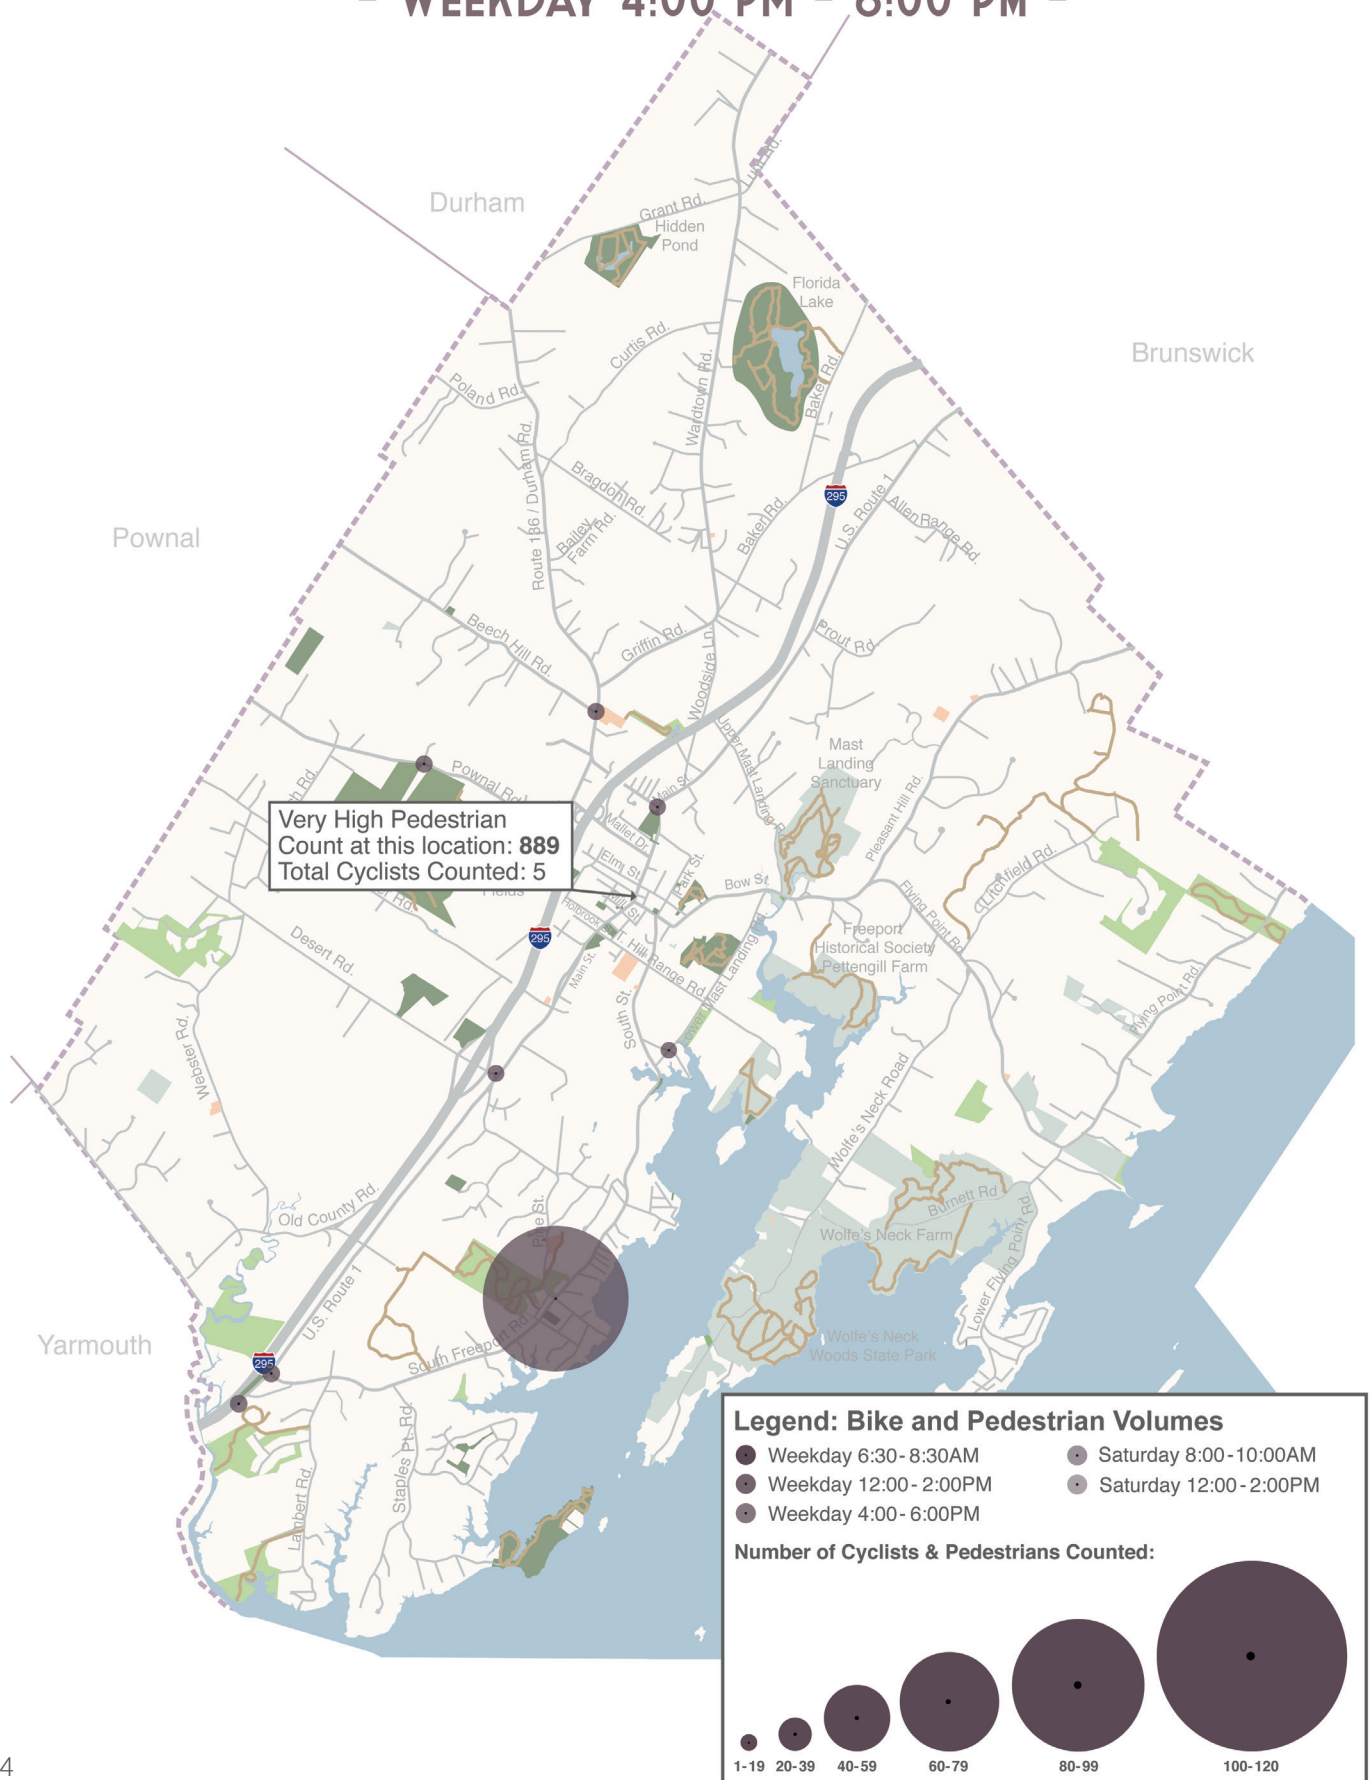 - WEEKDAY 4:00 PM - 6:00 PM -
Durham
Grant Rd.
Hidden
Pond
Florida
Lake
Curtis Rd.
Brunswick
Poland Rd.
Wardtown Rd.
Baker Rd.
Route 136 / Durham Rd.
Bragdon Rd.
295
U.S. Route 1
Allen Range Rd.
Baker Rd.
Bailey
Farm Rd.
Pownal
Beech Hill Rd.
Griffin Rd.
Prout Rd.
Woodside Ln.
Upper Mast Landing
Mast
Landing
Sanctuary
Pownal Rd.
Main St.
Pleasant Hill Rd.
Very High Pedestrian
Count at this location: 889
Total Cyclists Counted: 5
Mallet Dr.
Elm St.
Park St.
Bow St.
Litchfield Rd.
Fields
Holbrook St.
Flying Point Rd.
Freeport
Historical Society
Pettengill Farm
295
Desert Rd.
Main St.
Hill Range Rd.
Lower Mast Landing Rd.
South St.
Flying Point Rd.
Webster Rd.
Wolfe's Neck Road
Old County Rd.
Burnett Rd
Wolfe's Neck Farm
Lower Flying Point Rd
U.S. Route 1
Yarmouth
295
South Freeport Rd.
Wolfe's Neck
Woods State Park
Staples Pt. Rd.
Lambert Rd.
Legend: Bike and Pedestrian Volumes
Weekday 6:30-8:30AM
Saturday 8:00-10:00AM
Weekday 12:00-2:00PM
Saturday 12:00-2:00PM
Weekday 4:00-6:00PM
Number of Cyclists & Pedestrians Counted:
1-19 20-39 40-59 60-79 80-99 100-120
4